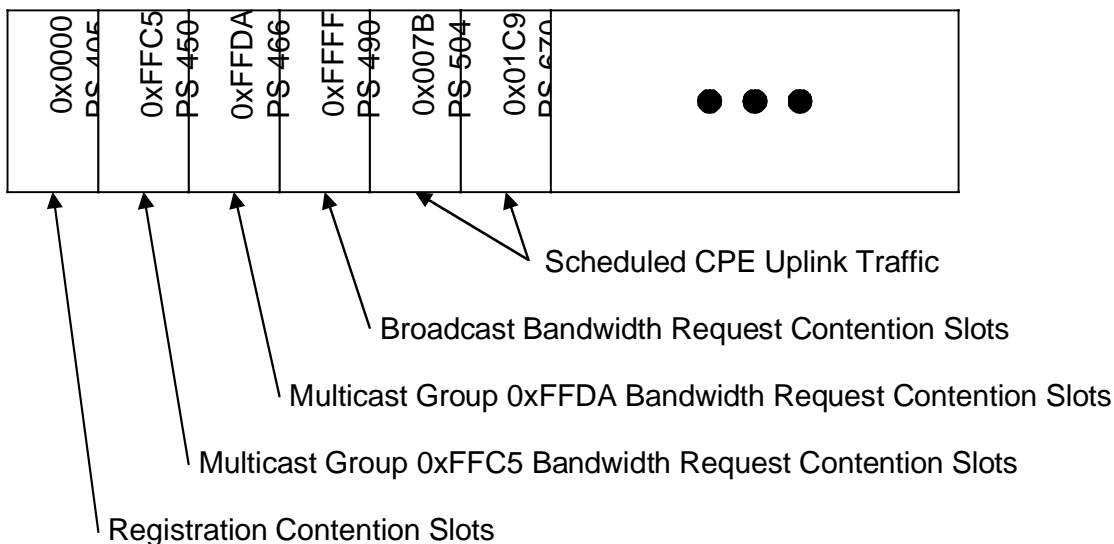 0x0000
PS 405
0xFFC5
PS 450
0xFFDA
PS 466
0xFFFF
PS 490
0x007B
PS 504
0x01C9
PS 670
Scheduled CPE Uplink Traffic
Broadcast Bandwidth Request Contention Slots
Multicast Group 0xFFDA Bandwidth Request Contention Slots
Multicast Group 0xFFC5 Bandwidth Request Contention Slots
Registration Contention Slots